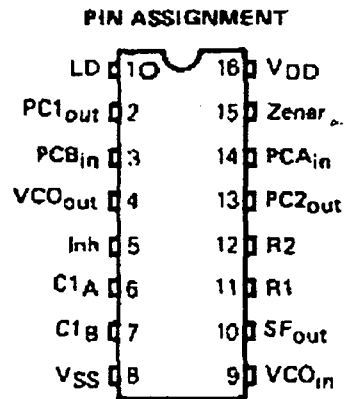 PIN ASSIGNMENT
LD 1 16 VDD
PC1out 2 15 Zenar
PCBin 3 14 PCAin
VCOout 4 13 PC2out
Inh 5 12 R2
C1A 6 11 R1
C1B 7 10 SFout
VSS 8 9 VCOin